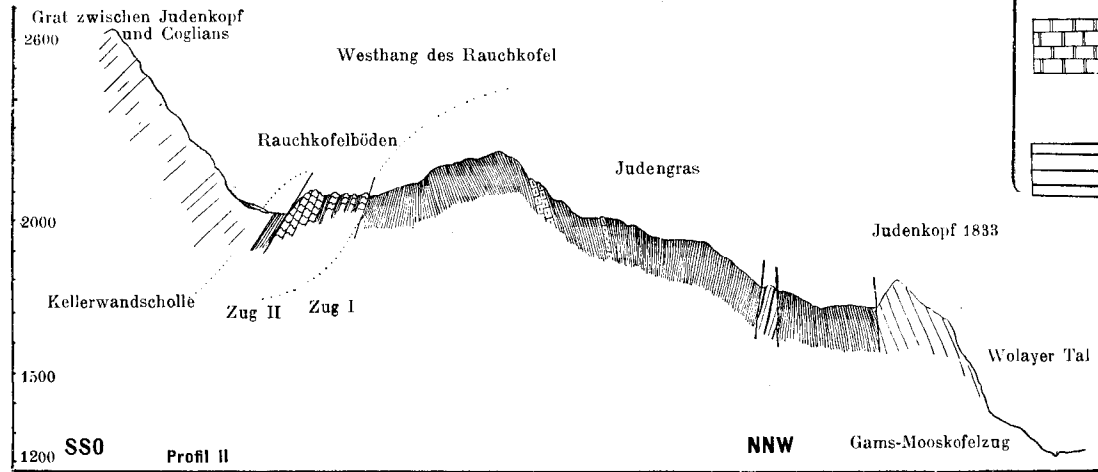 Grat zwischen Judenkopf
und Coglians
2600
Westhang des Rauchkofel
Rauchkofelböden
Judengras
2000
Judenkopf 1833
Kellerwandscholle
Zug II
Zug I
Wolayer Tal
1500
1200
SSO
Profil II
NNW
Gams-Mooskofelzug